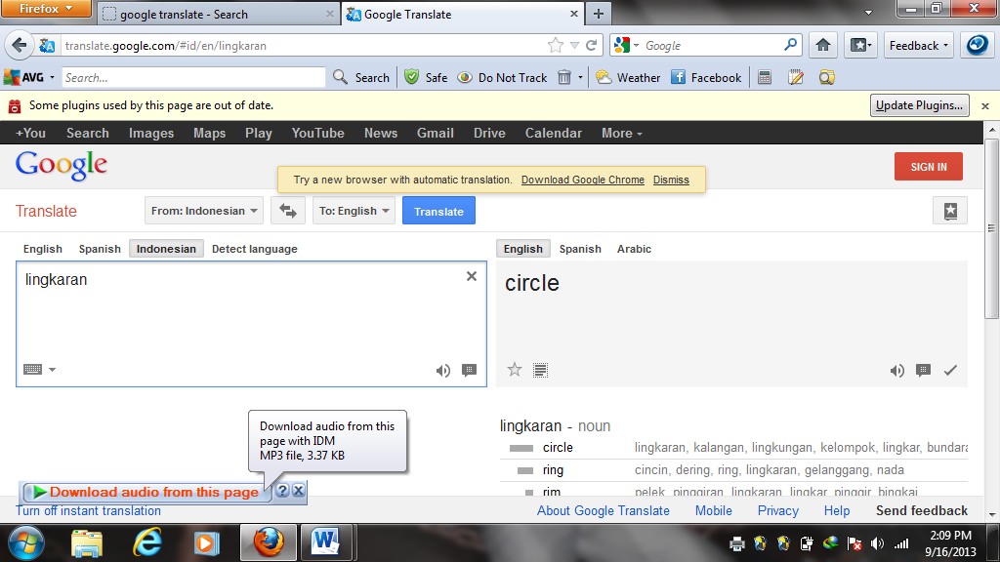 Firefox
google translate - Search
Google Translate
translate.google.com/#id/en/lingkaran
Google
Feedback
AVG
Search...
Search
Safe
Do Not Track
Weather
Facebook
Some plugins used by this page are out of date.
Update Plugins...
+You Search Images Maps Play YouTube News Gmail Drive Calendar More
Google
Try a new browser with automatic translation. Download Google Chrome Dismiss
SIGN IN
Translate
From: Indonesian
To: English
Translate
English Spanish Indonesian Detect language
English Spanish Arabic
lingkaran
circle
Download audio from this
page with IDM
MP3 file, 3.37 KB
lingkaran - noun
circle lingkaran, kalangan, lingkungan, kelompok, lingkar, bundara
ring cincin, dering, ring, lingkaran, gelanggang, nada
rim pelek, pinggiran, lingkaran, lingkar, pinggir, bingkai
Download audio from this page
?
Turn off instant translation
About Google Translate Mobile Privacy Help Send feedback
2:09 PM
9/16/2013